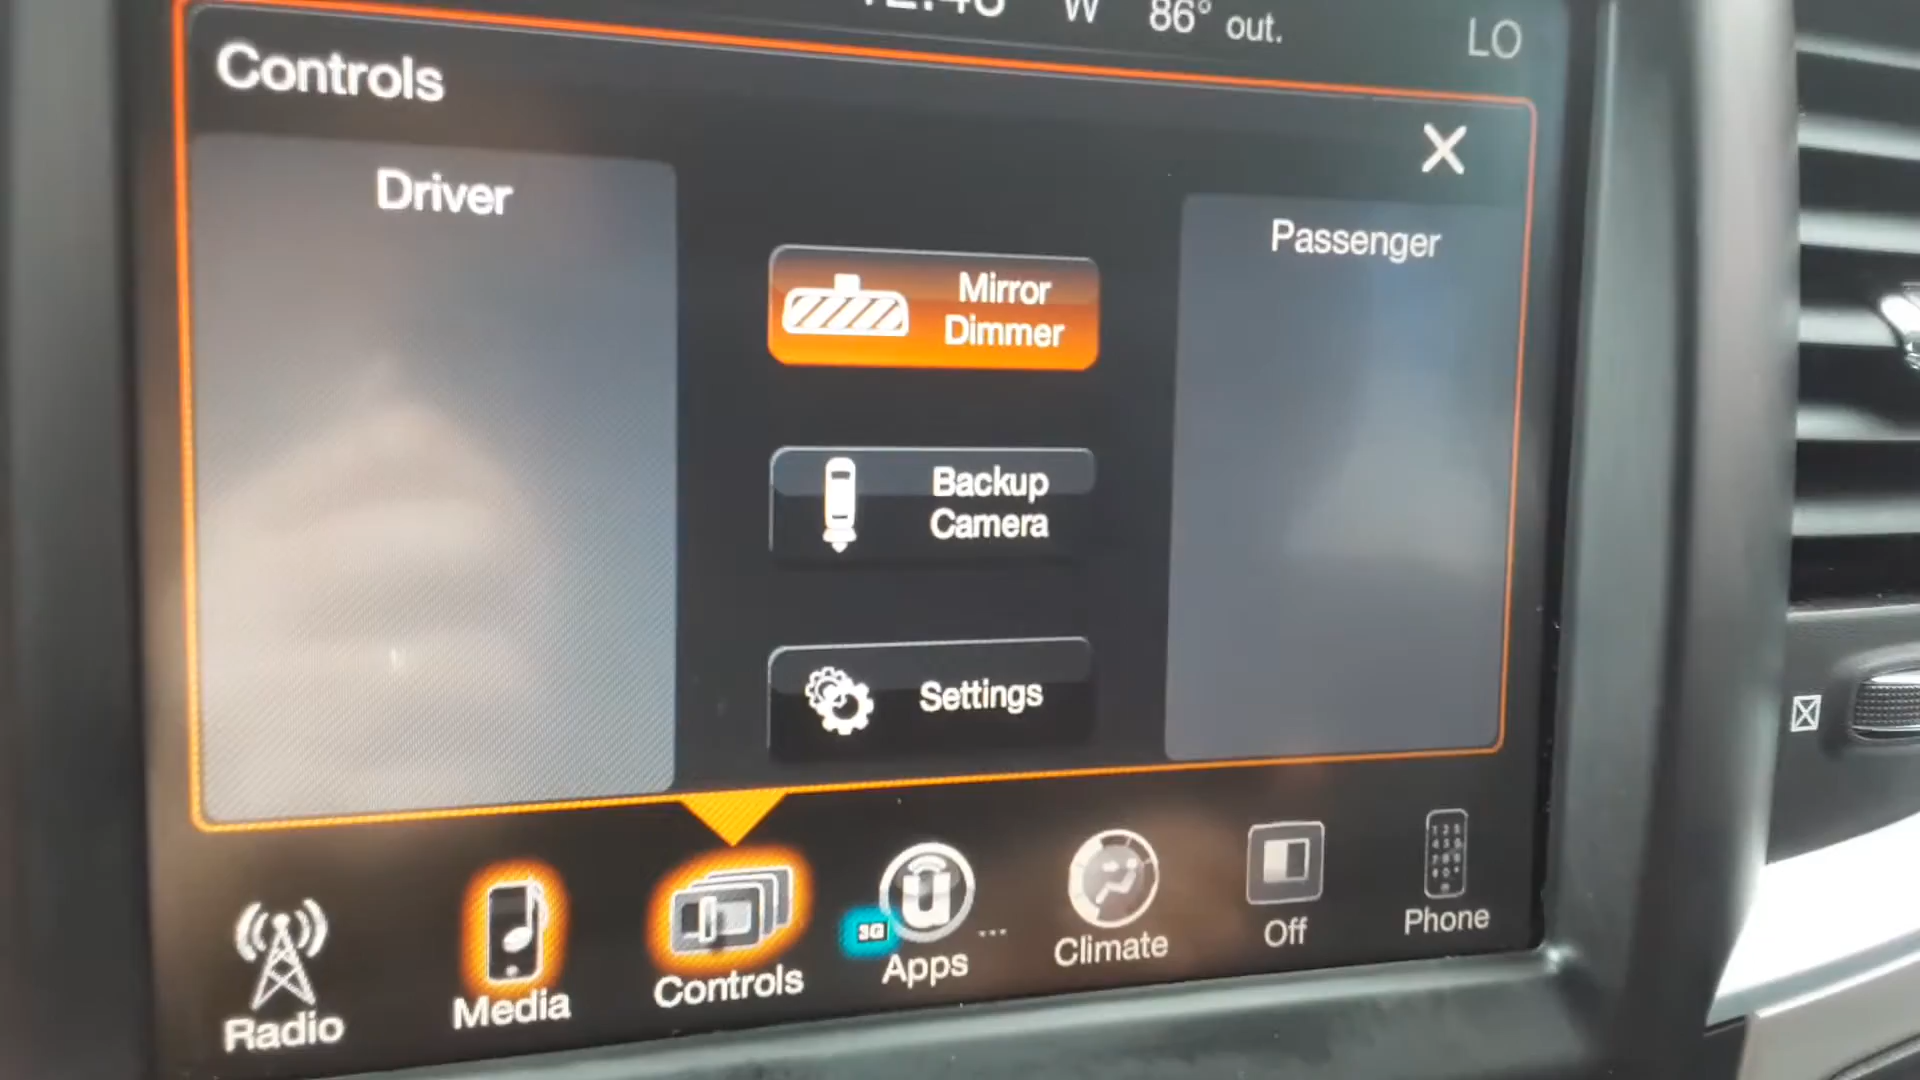 W 86° out. LO
Controls
Driver
Passenger
Mirror
Dimmer
Backup
Camera
Settings
Radio
Media
Controls
3G
Apps
Climate
Off
Phone